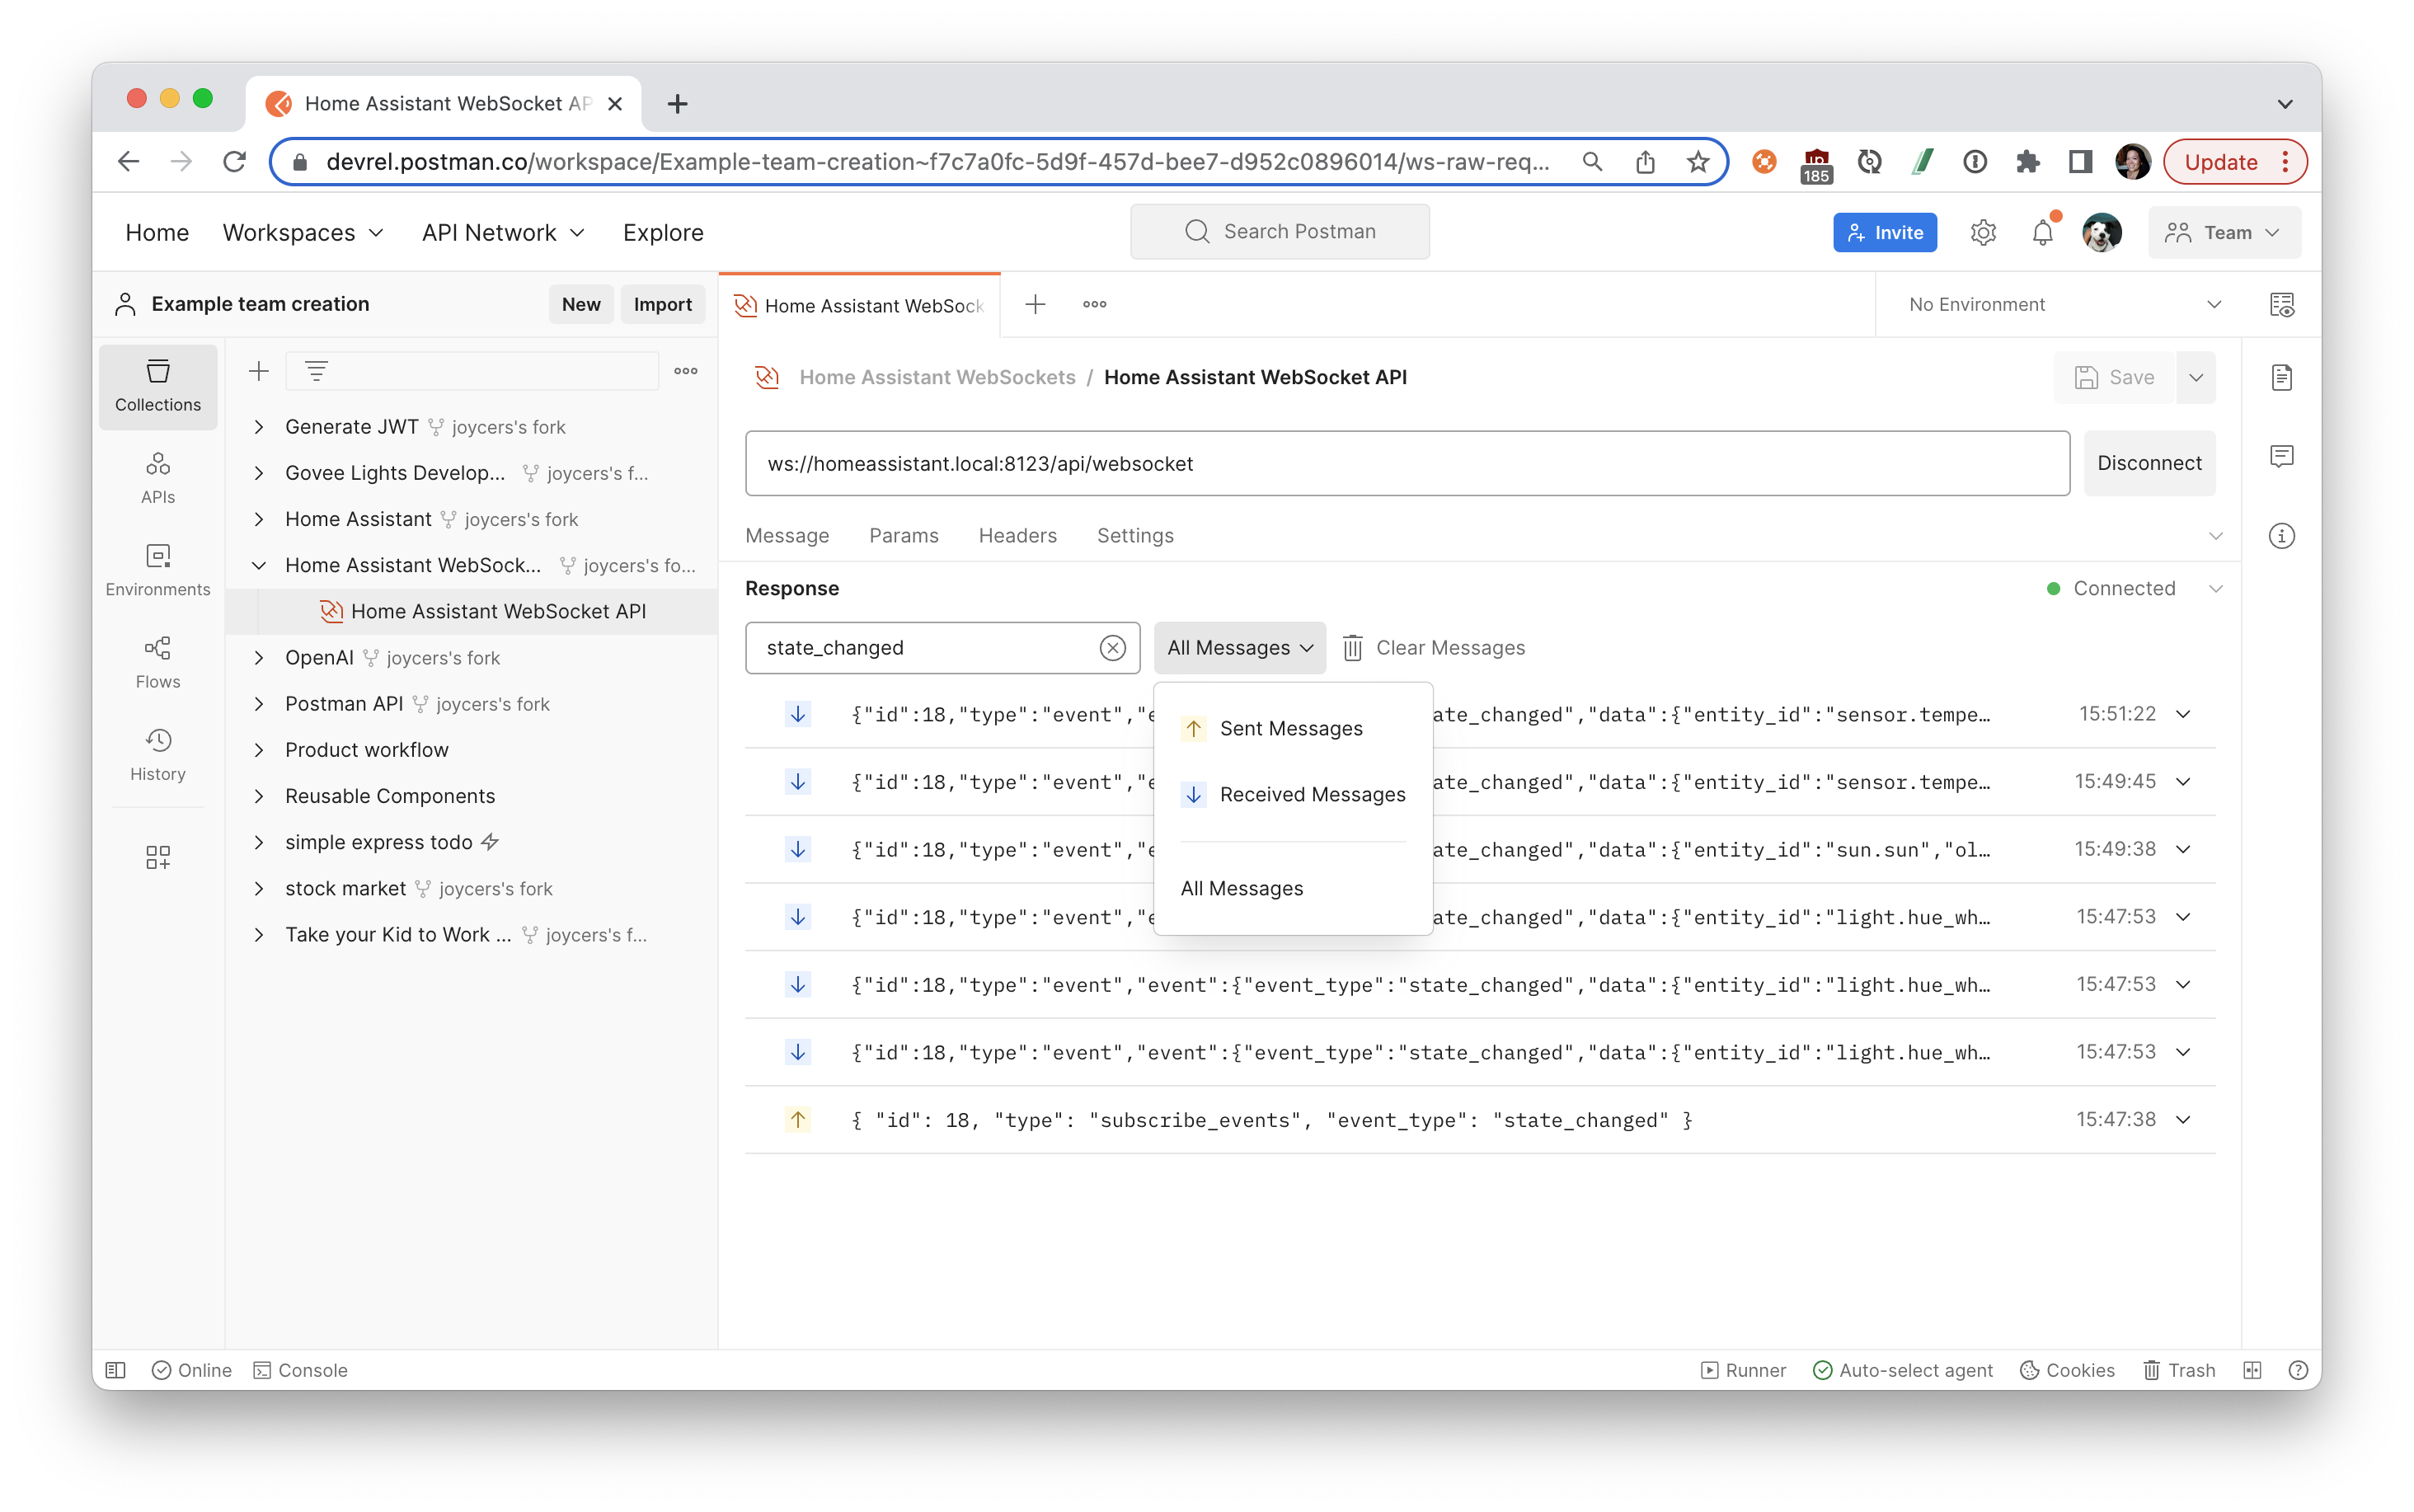 Home Assistant WebSocket AP
devrel.postman.co/workspace/Example-team-creation~f7c7a0fc-5d9f-457d-bee7-d952c0896014/ws-raw-req...
185
Update
Home
Workspaces
API Network
Explore
Search Postman
Invite
Team
Example team creation
New
Import
Home Assistant WebSock
No Environment
Collections
APIs
Environments
Flows
History
Generate JWT joycers's fork
Govee Lights Develop... joycers's f...
Home Assistant joycers's fork
Home Assistant WebSock... joycers's fo...
Home Assistant WebSocket API
OpenAI joycers's fork
Postman API joycers's fork
Product workflow
Reusable Components
simple express todo
stock market joycers's fork
Take your Kid to Work ... joycers's f...
Home Assistant WebSockets / Home Assistant WebSocket API
Save
ws://homeassistant.local:8123/api/websocket
Disconnect
Message Params Headers Settings
Response
Connected
state_changed
All Messages
Clear Messages
Sent Messages
Received Messages
All Messages
{"id":18,"type":"event","e ate_changed","data":{"entity_id":"sensor.tempe... 15:51:22
{"id":18,"type":"event","e ate_changed","data":{"entity_id":"sensor.tempe... 15:49:45
{"id":18,"type":"event","e ate_changed","data":{"entity_id":"sun.sun","ol... 15:49:38
{"id":18,"type":"event","e ate_changed","data":{"entity_id":"light.hue_wh... 15:47:53
{"id":18,"type":"event","event":{"event_type":"state_changed","data":{"entity_id":"light.hue_wh... 15:47:53
{"id":18,"type":"event","event":{"event_type":"state_changed","data":{"entity_id":"light.hue_wh... 15:47:53
{ "id": 18, "type": "subscribe_events", "event_type": "state_changed" } 15:47:38
Online
Console
Runner
Auto-select agent
Cookies
Trash